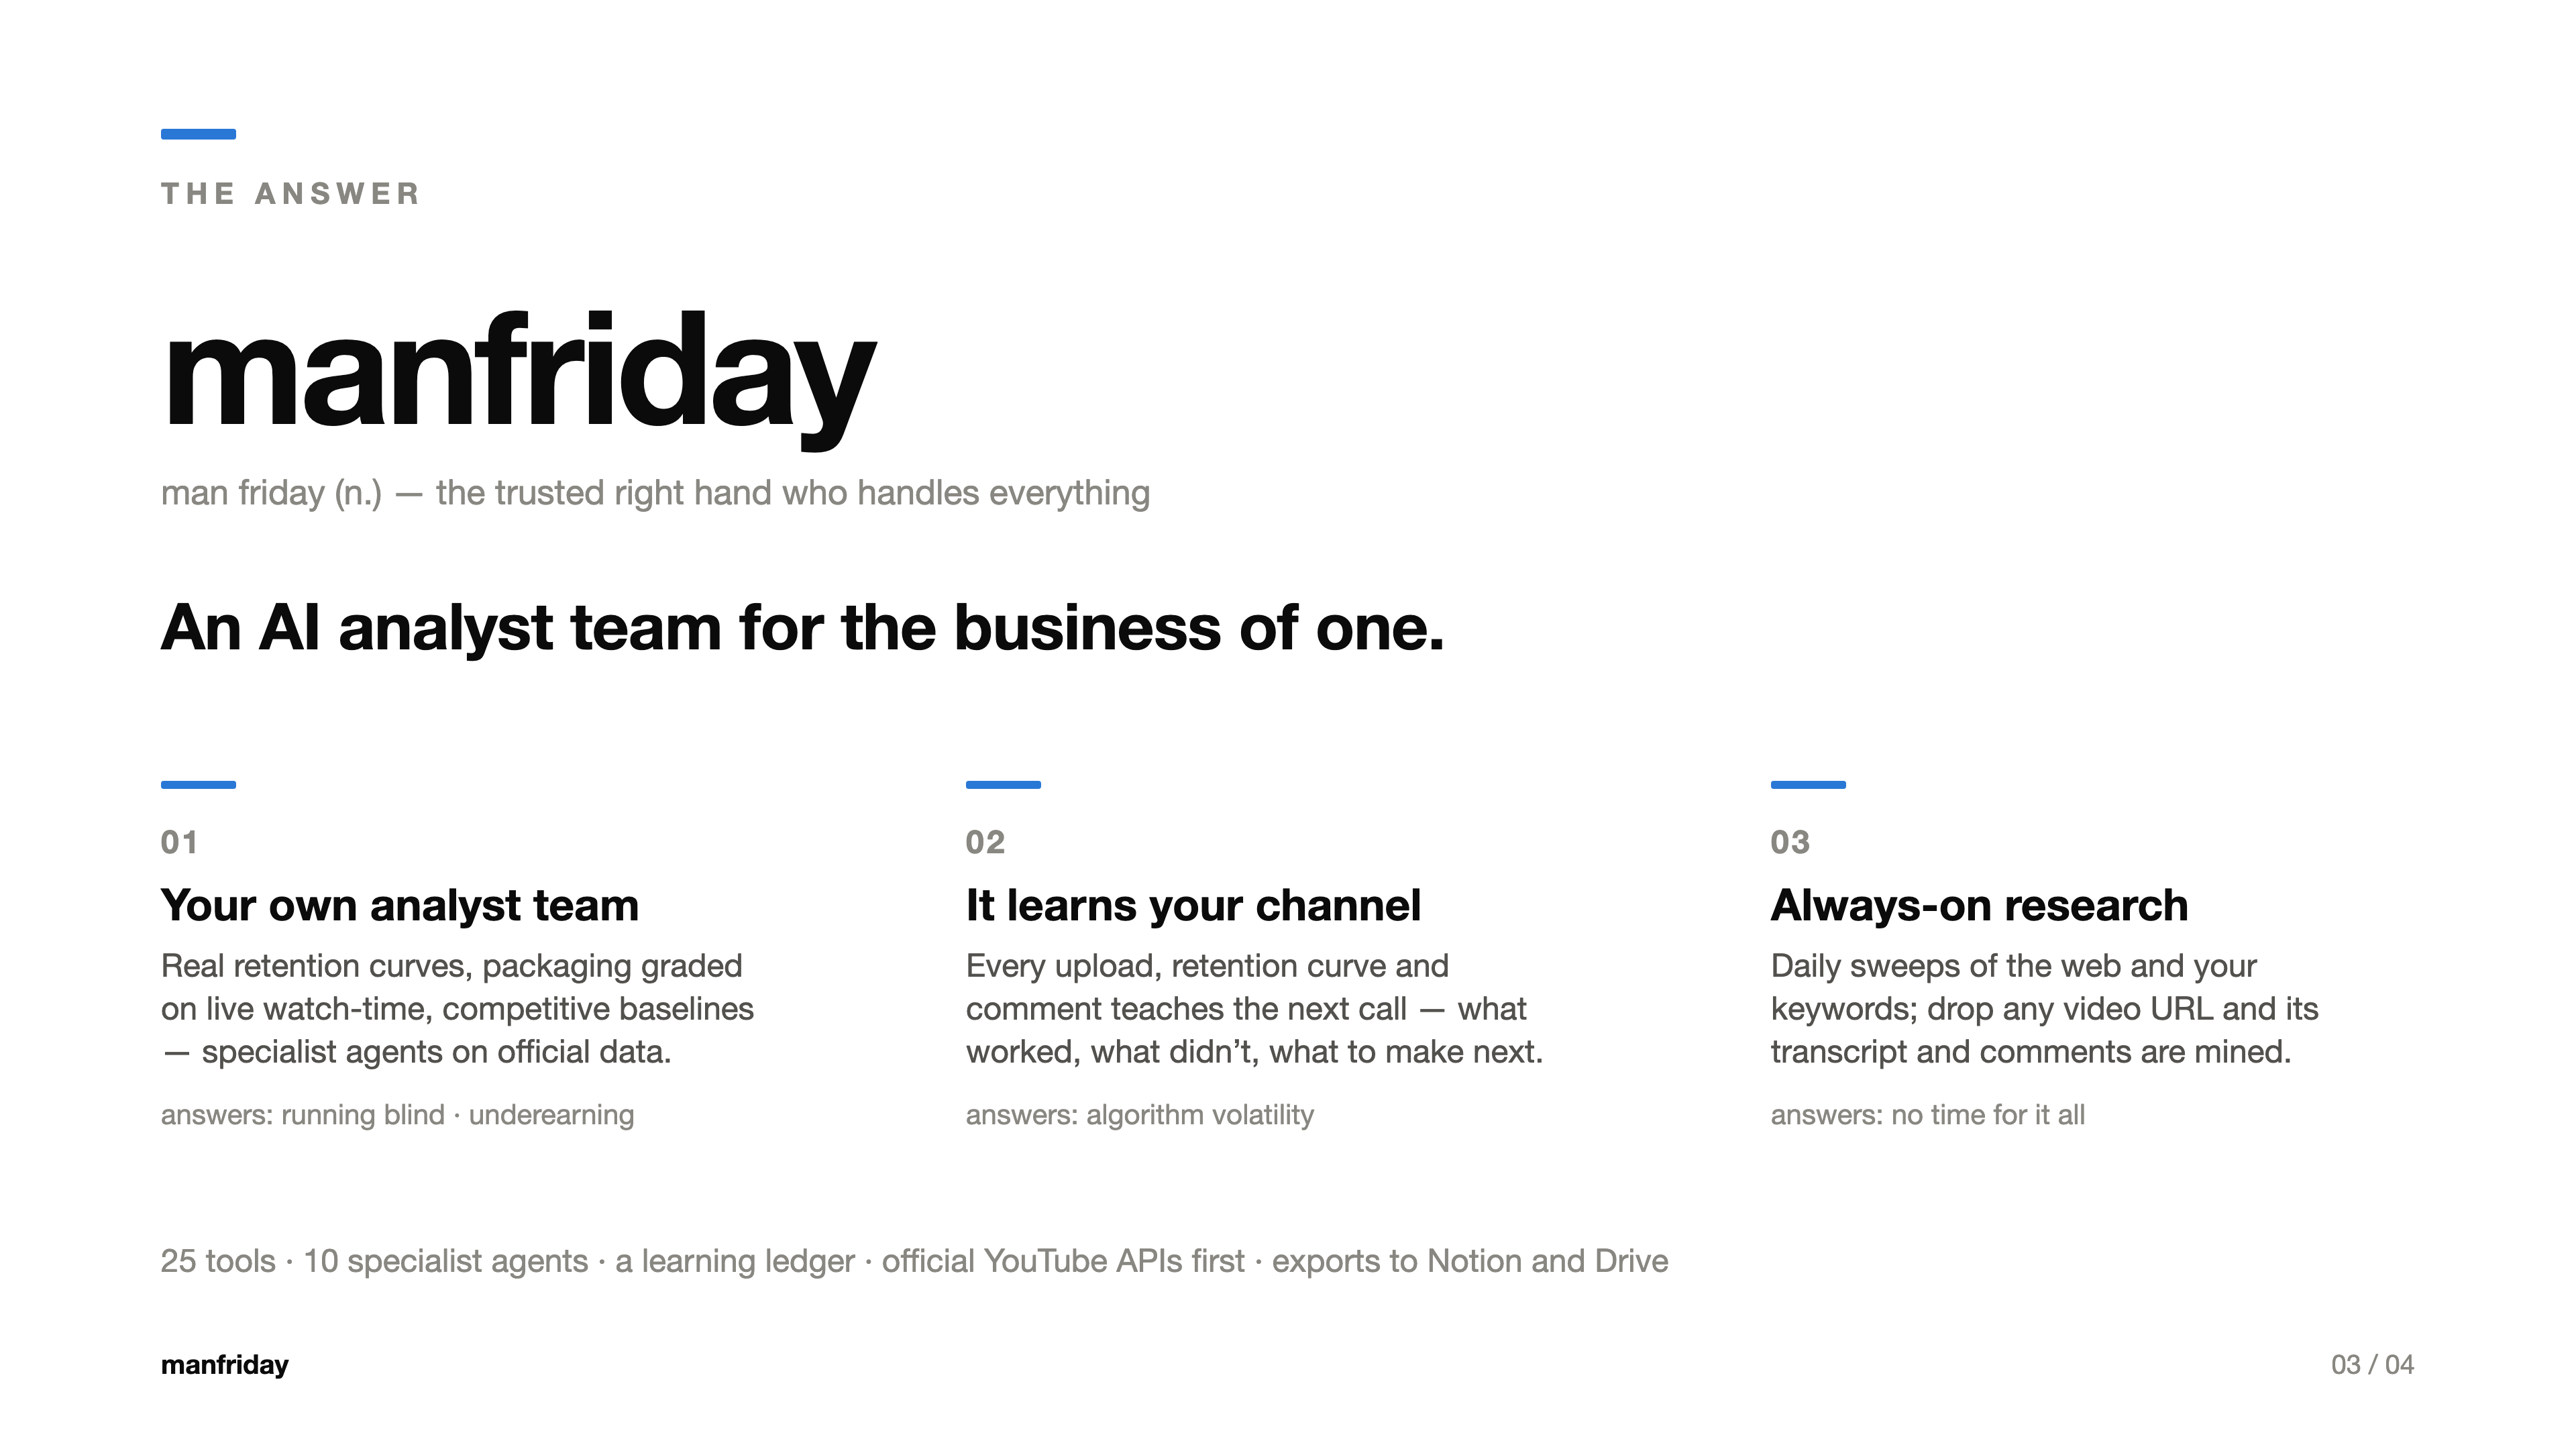 THE ANSWER
manfriday
man friday (n.) — the trusted right hand who handles everything
An AI analyst team for the business of one.
01
Your own analyst team
Real retention curves, packaging graded
on live watch-time, competitive baselines
— specialist agents on official data.
answers: running blind · underearning
02
It learns your channel
Every upload, retention curve and
comment teaches the next call — what
worked, what didn’t, what to make next.
answers: algorithm volatility
03
Always-on research
Daily sweeps of the web and your
keywords; drop any video URL and its
transcript and comments are mined.
answers: no time for it all
25 tools · 10 specialist agents · a learning ledger · official YouTube APIs first · exports to Notion and Drive
manfriday
03 / 04